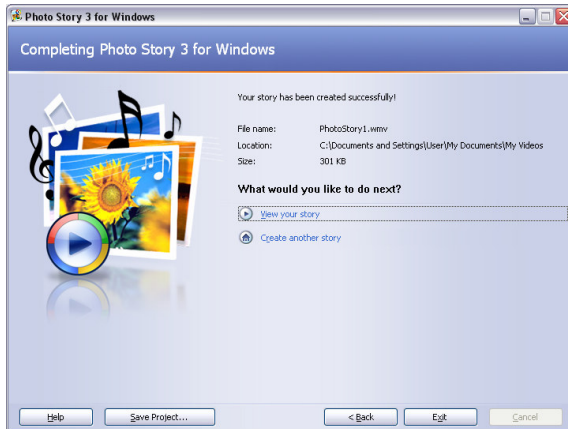 Photo Story 3 for Windows
Completing Photo Story 3 for Windows
Your story has been created successfully!
File name: PhotoStory1.wmv
Location: C:\Documents and Settings\User\My Documents\My Videos
Size: 301 KB
What would you like to do next?
View your story
Create another story
Help Save Project... < Back Exit Cancel